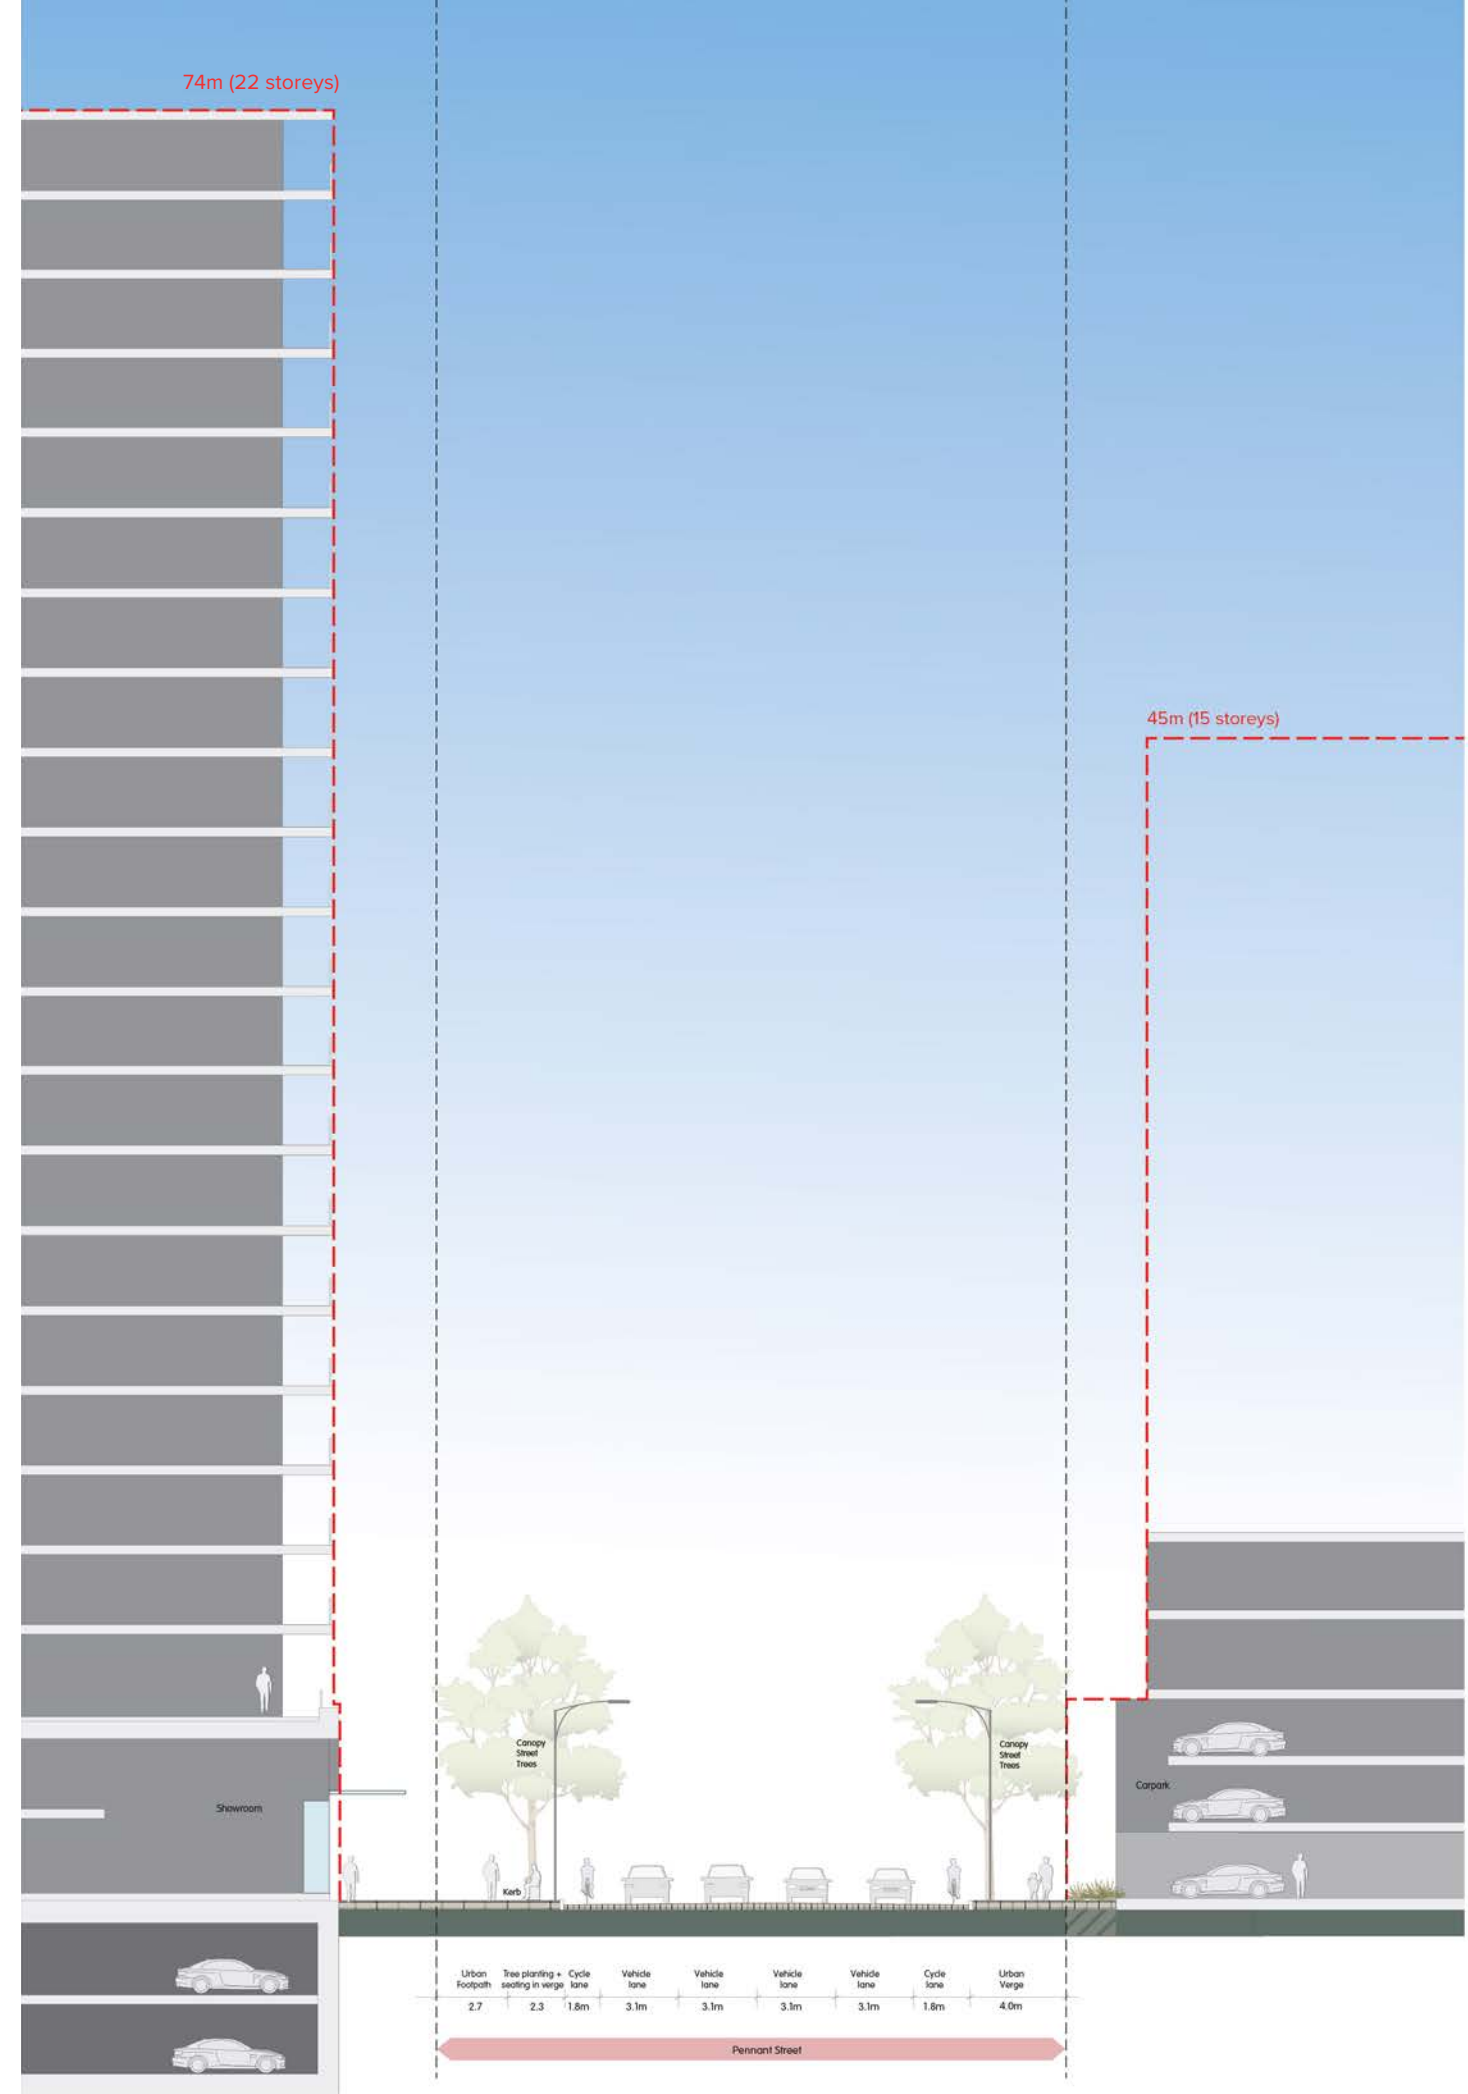 74m (22 storeys)
45m (15 storeys)
Canopy
Street
Trees
Canopy
Street
Trees
Carpark
Showroom
Kerb
Urban
Footpath
Tree planting +
seating in verge
Cycle
lane
Vehicle
lane
Vehicle
lane
Vehicle
lane
Vehicle
lane
Cycle
lane
Urban
Verge
2.7
2.3
1.8m
3.1m
3.1m
3.1m
3.1m
1.8m
4.0m
Pennant Street